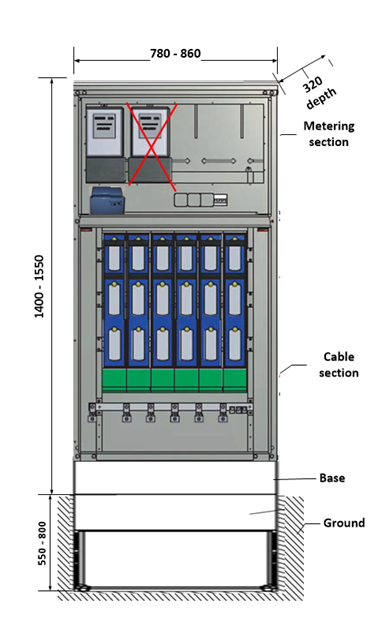 780 - 860
320
depth
Metering
section
1400 - 1550
Cable
section
Base
Ground
550 - 800